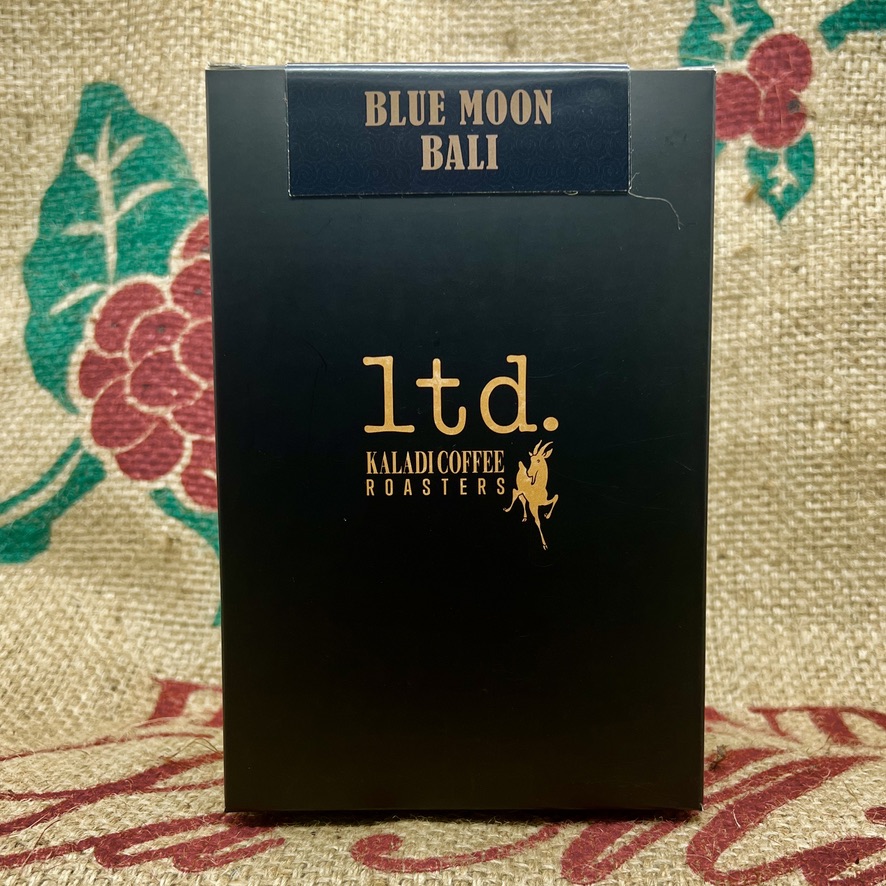 BLUE MOON
BALI
ltd.
KALADI COFFEE
ROASTERS